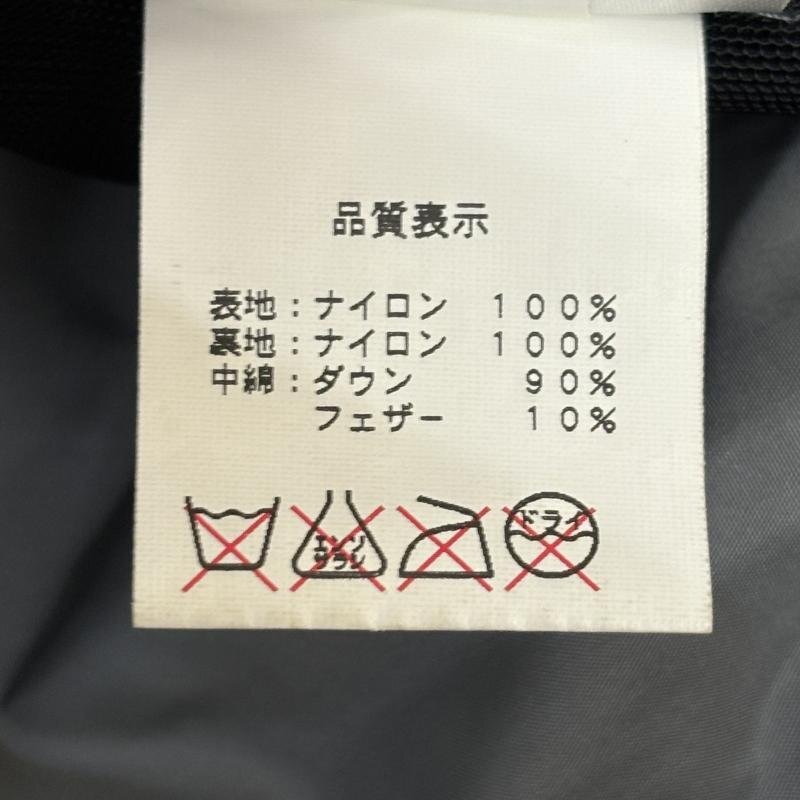 品質表示
表地：ナイロン　１００％
裏地：ナイロン　１００％
中綿：ダウン　９０％
フェザー　１０％
エンソ
サラシ
ドライ